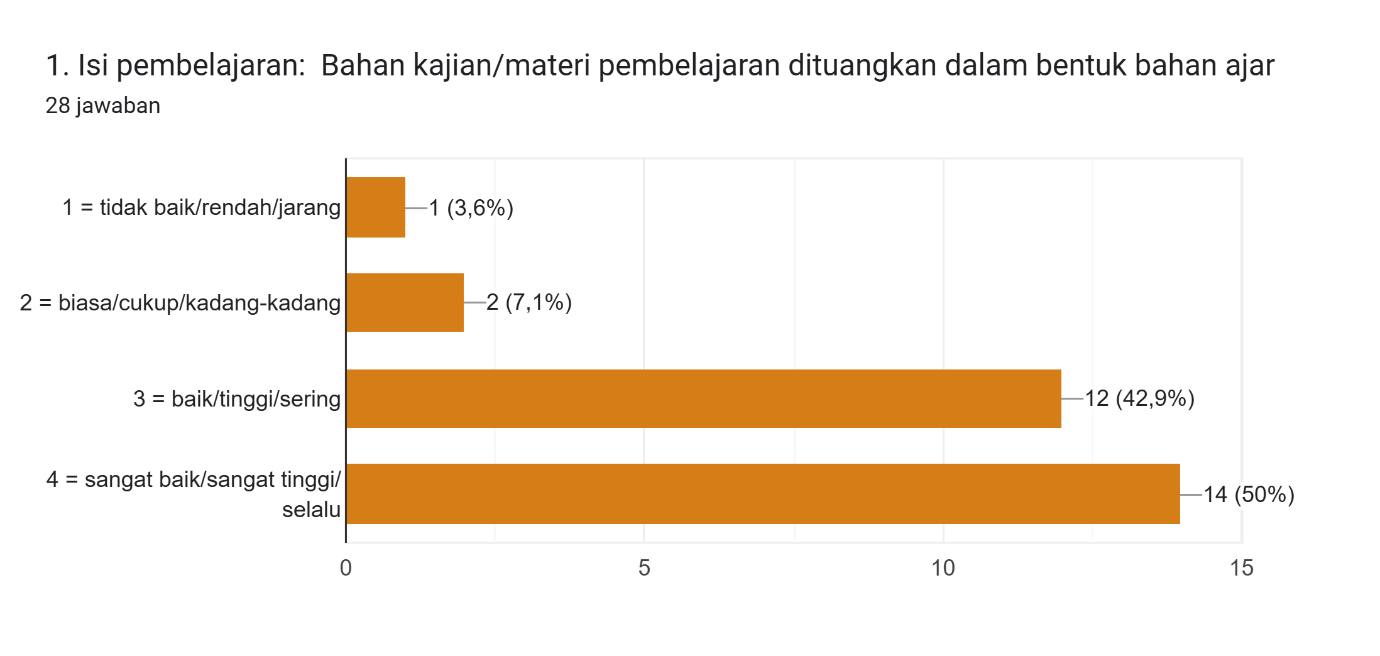 1. Isi pembelajaran:  Bahan kajian/materi pembelajaran dituangkan dalam bentuk bahan ajar
28 jawaban
1 = tidak baik/rendah/jarang
1 (3,6%)
2 = biasa/cukup/kadang-kadang
2 (7,1%)
3 = baik/tinggi/sering
12 (42,9%)
4 = sangat baik/sangat tinggi/
selalu
14 (50%)
0 5 10 15